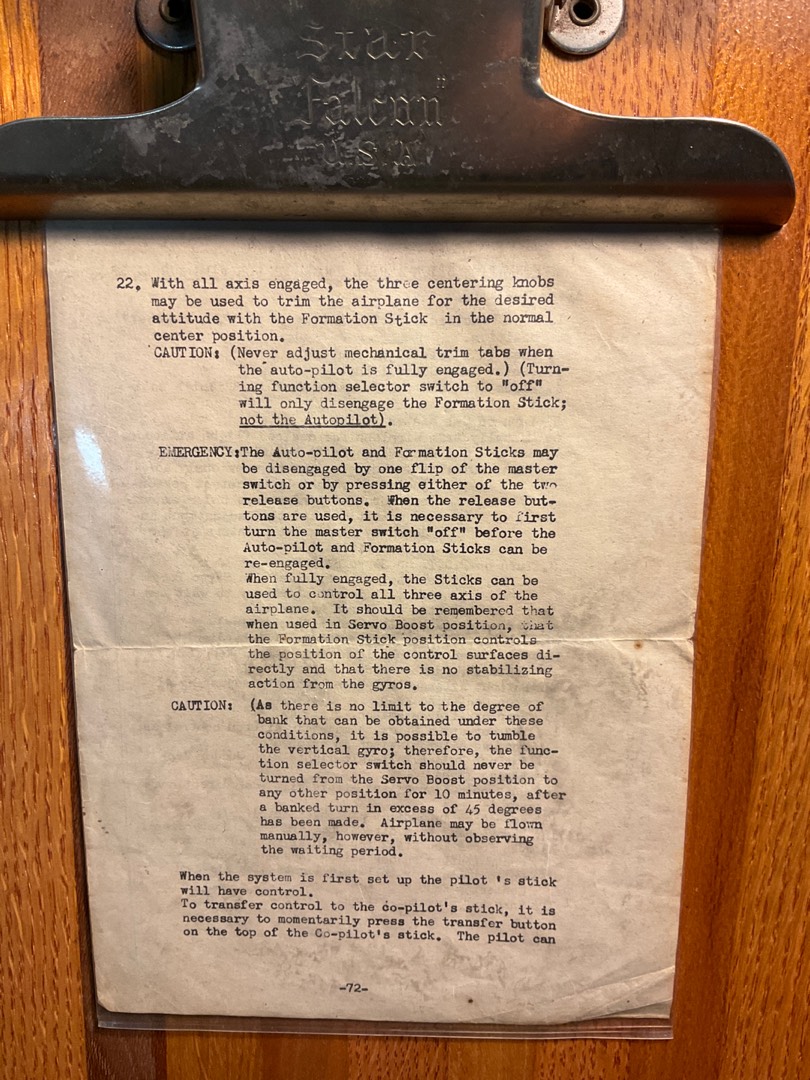 Star
Falcon"
U S A
22. With all axis engaged, the three centering knobs
may be used to trim the airplane for the desired
attitude with the Formation Stick in the normal
center position.
CAUTION: (Never adjust mechanical trim tabs when
the auto-pilot is fully engaged.) (Turn-
ing function selector switch to "off"
will only disengage the Formation Stick;
not the Autopilot).
EMERGENCY:The Auto-pilot and Formation Sticks may
be disengaged by one flip of the master
switch or by pressing either of the two
release buttons. When the release but-
tons are used, it is necessary to first
turn the master switch "off" before the
Auto-pilot and Formation Sticks can be
re-engaged.
When fully engaged, the Sticks can be
used to control all three axis of the
airplane. It should be remembered that
when used in Servo Boost position, that
the Formation Stick position controls
the position of the control surfaces di-
rectly and that there is no stabilizing
action from the gyros.
CAUTION: (As there is no limit to the degree of
bank that can be obtained under these
conditions, it is possible to tumble
the vertical gyro; therefore, the func-
tion selector switch should never be
turned from the Servo Boost position to
any other position for 10 minutes, after
a banked turn in excess of 45 degrees
has been made. Airplane may be flown
manually, however, without observing
the waiting period.
When the system is first set up the pilot 's stick
will have control.
To transfer control to the co-pilot's stick, it is
necessary to momentarily press the transfer button
on the top of the Co-pilot's stick. The pilot can
-72-